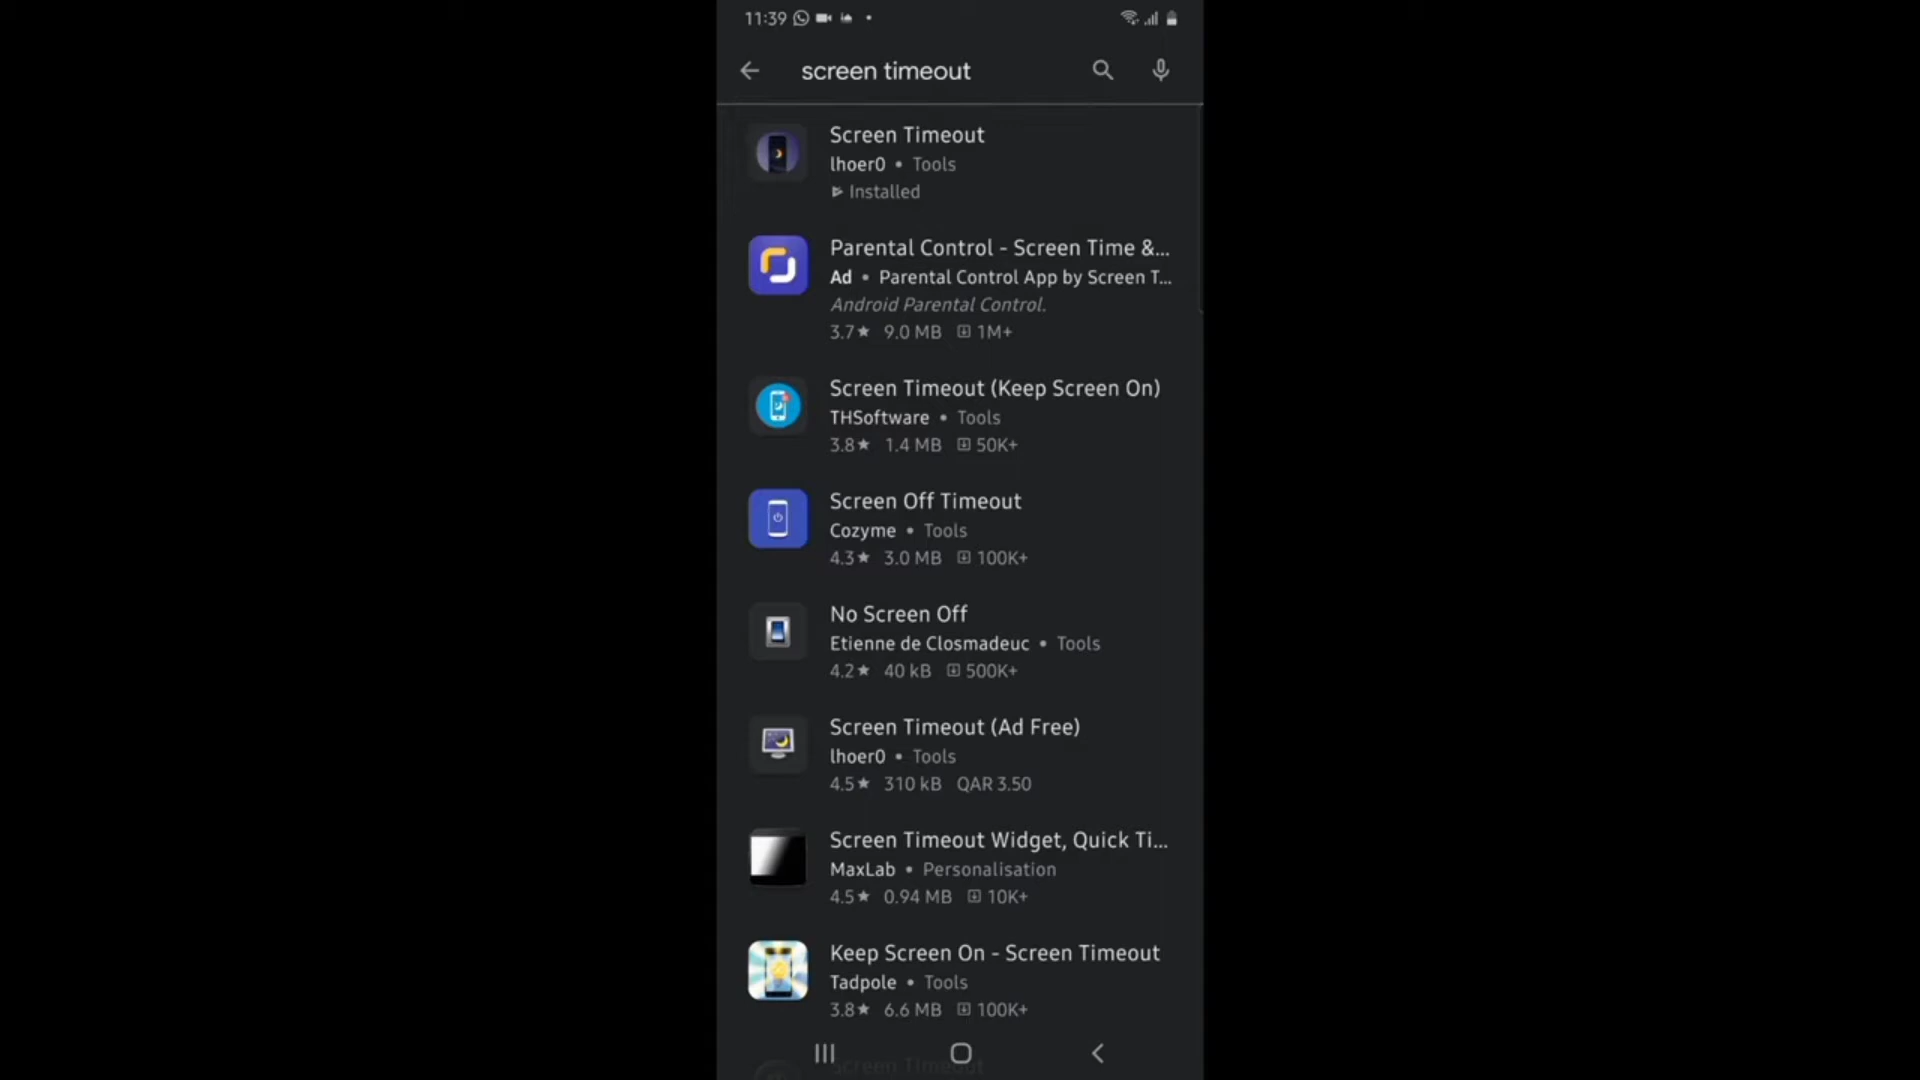 11:39
screen timeout
Screen Timeout
lhoer0 • Tools
Installed
Parental Control - Screen Time &...
Ad • Parental Control App by Screen T...
Android Parental Control.
3.7★ 9.0 MB 1M+
Screen Timeout (Keep Screen On)
THSoftware • Tools
3.8★ 1.4 MB 50K+
Screen Off Timeout
Cozyme • Tools
4.3★ 3.0 MB 100K+
No Screen Off
Etienne de Closmadeuc • Tools
4.2★ 40 kB 500K+
Screen Timeout (Ad Free)
lhoer0 • Tools
4.5★ 310 kB QAR 3.50
Screen Timeout Widget, Quick Ti...
MaxLab • Personalisation
4.5★ 0.94 MB 10K+
Keep Screen On - Screen Timeout
Tadpole • Tools
3.8★ 6.6 MB 100K+
Screen Timeout